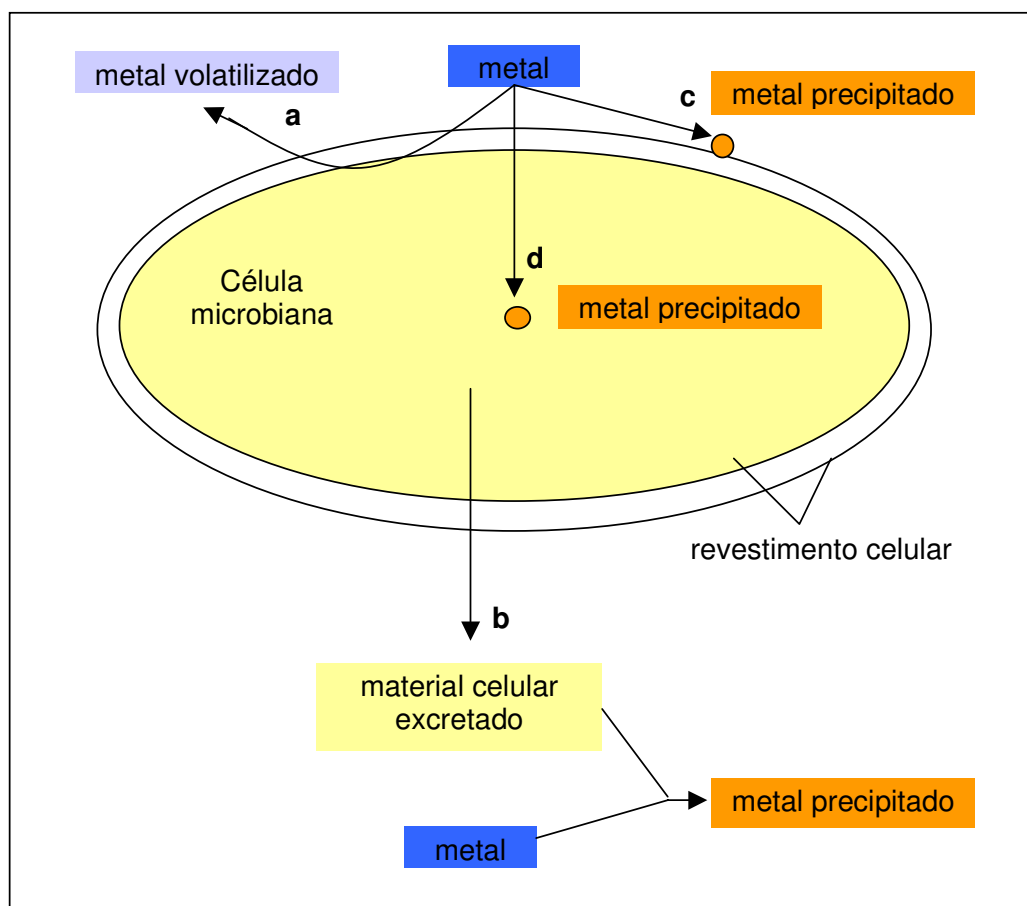 metal volatilizado
metal
c
metal precipitado
a
d
Célula
microbiana
metal precipitado
revestimento celular
b
material celular
excretado
metal precipitado
metal